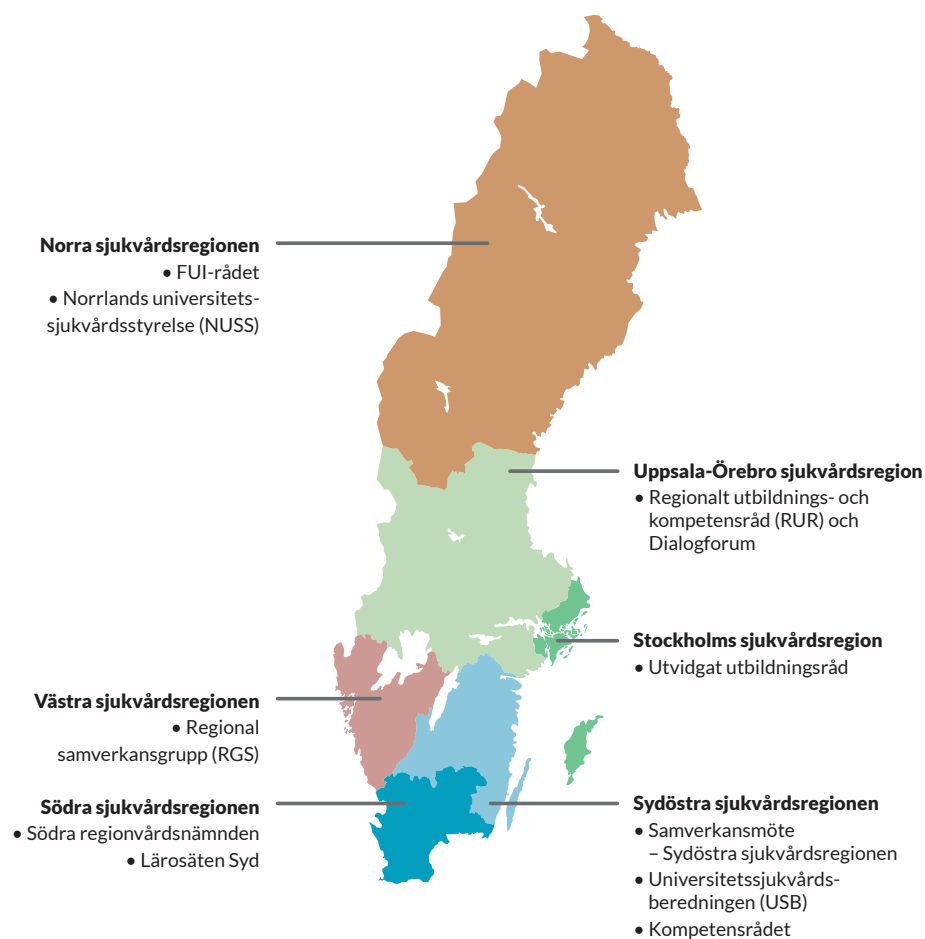 Norra sjukvårdsregionen
• FUI-rådet
• Norrlands universitets-
sjukvårdsstyrelse (NUSS)
Uppsala-Örebro sjukvårdsregion
• Regionalt utbildnings- och
kompetensråd (RUR) och
Dialogforum
Stockholms sjukvårdsregion
• Utvidgat utbildningsråd
Västra sjukvårdsregionen
• Regional
samverkansgrupp (RGS)
Södra sjukvårdsregionen
• Södra regionvårdsnämnden
• Lärosäten Syd
Sydöstra sjukvårdsregionen
• Samverkansmöte
– Sydöstra sjukvårdsregionen
• Universitetssjukvårds-
beredningen (USB)
• Kompetensrådet